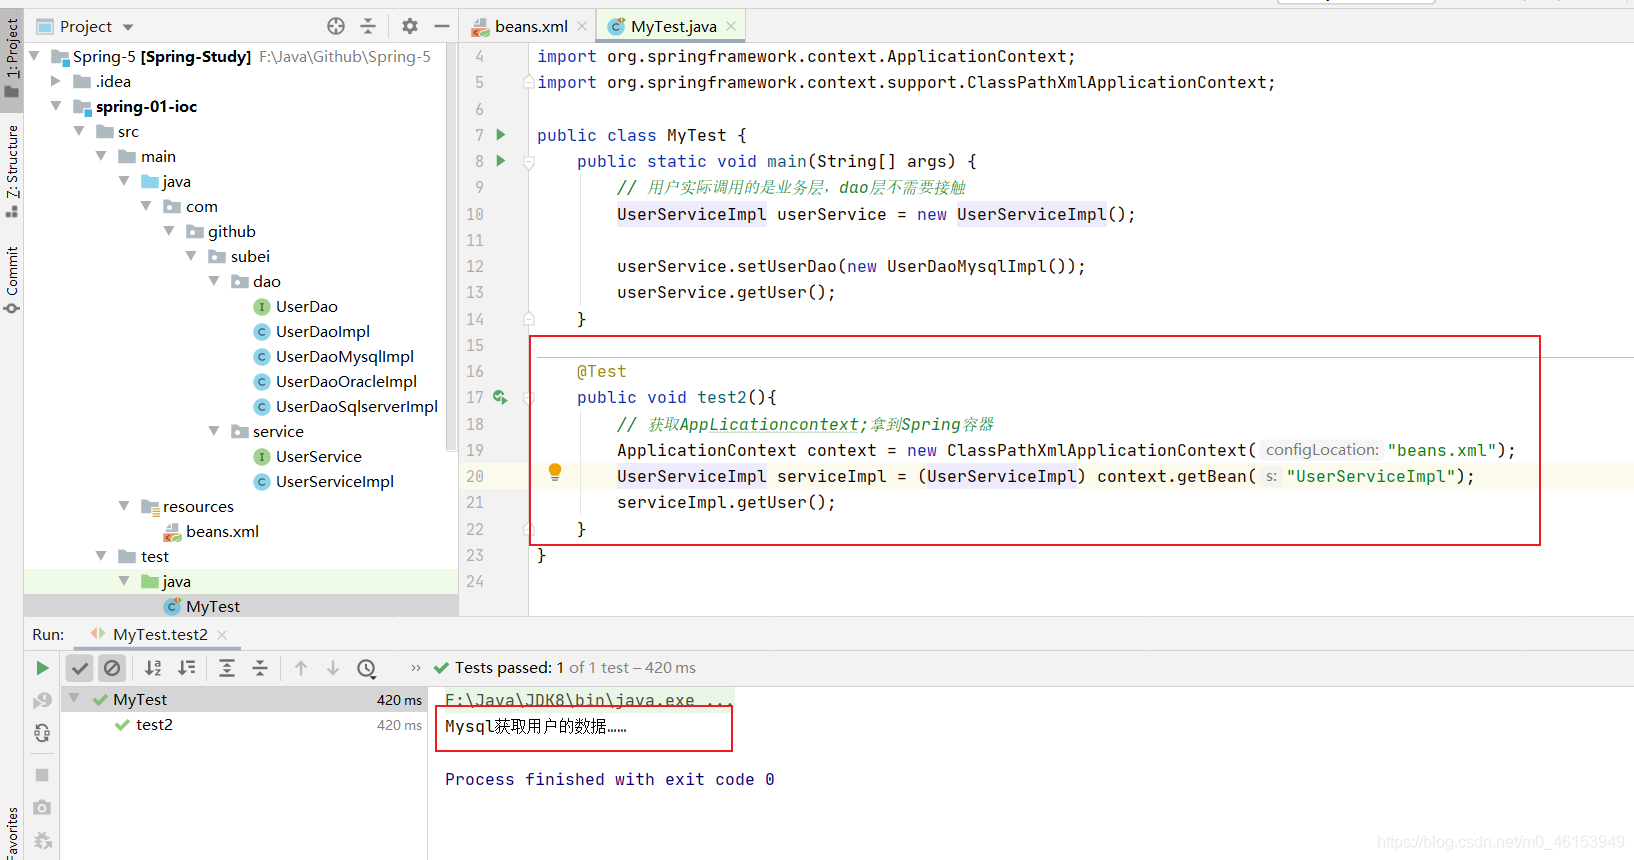 Project
beans.xml
MyTest.java
1: Project
Z: Structure
Commit
Favorites
Spring-5 [Spring-Study] F:\Java\Github\Spring-5
.idea
spring-01-ioc
src
main
java
com
github
subei
dao
UserDao
UserDaoImpl
UserDaoMysqlImpl
UserDaoOracleImpl
UserDaoSqlserverImpl
service
UserService
UserServiceImpl
resources
beans.xml
test
java
MyTest
4 import org.springframework.context.ApplicationContext;
5 import org.springframework.context.support.ClassPathXmlApplicationContext;
6
7 public class MyTest {
8 public static void main(String[] args) {
9 // 用户实际调用的是业务层，dao层不需要接触
10 UserServiceImpl userService = new UserServiceImpl();
11
12 userService.setUserDao(new UserDaoMysqlImpl());
13 userService.getUser();
14 }
15
16 @Test
17 public void test2(){
18 // 获取AppLicationcontext;拿到Spring容器
19 ApplicationContext context = new ClassPathXmlApplicationContext( configLocation: "beans.xml");
20 UserServiceImpl serviceImpl = (UserServiceImpl) context.getBean( s: "UserServiceImpl");
21 serviceImpl.getUser();
22 }
23 }
24
Run: MyTest.test2
» Tests passed: 1 of 1 test – 420 ms
MyTest 420 ms
test2 420 ms
F:\Java\JDK8\bin\java.exe ...
Mysql获取用户的数据……
Process finished with exit code 0
https://blog.csdn.net/m0_46153949